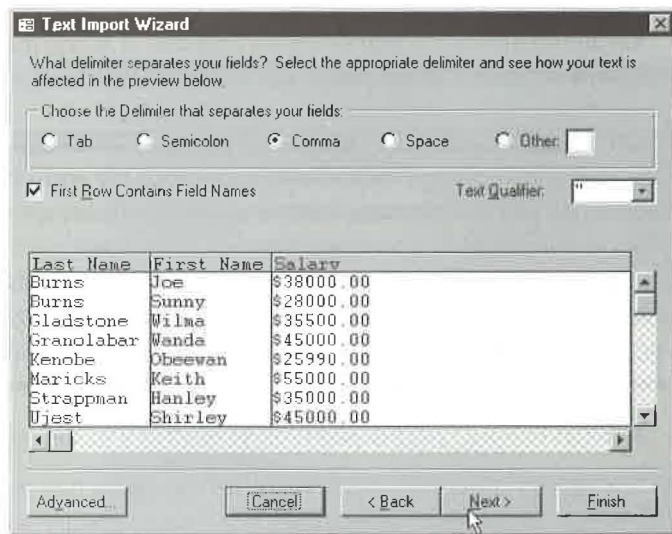 Text Import Wizard
What delimiter separates your fields? Select the appropriate delimiter and see how your text is
affected in the preview below.
Choose the Delimiter that separates your fields:
Tab Semicolon Comma Space Other:
First Row Contains Field Names Text Qualifier: "
Last Name First Name Salary
Burns Joe $38000.00
Burns Sunny $28000.00
Gladstone Wilma $35500.00
Granolabar Wanda $45000.00
Kenobe Obeewan $25990.00
Maricks Keith $55000.00
Strappman Hanley $35000.00
Ujest Shirley $45000.00
Advanced... Cancel < Back Next > Finish